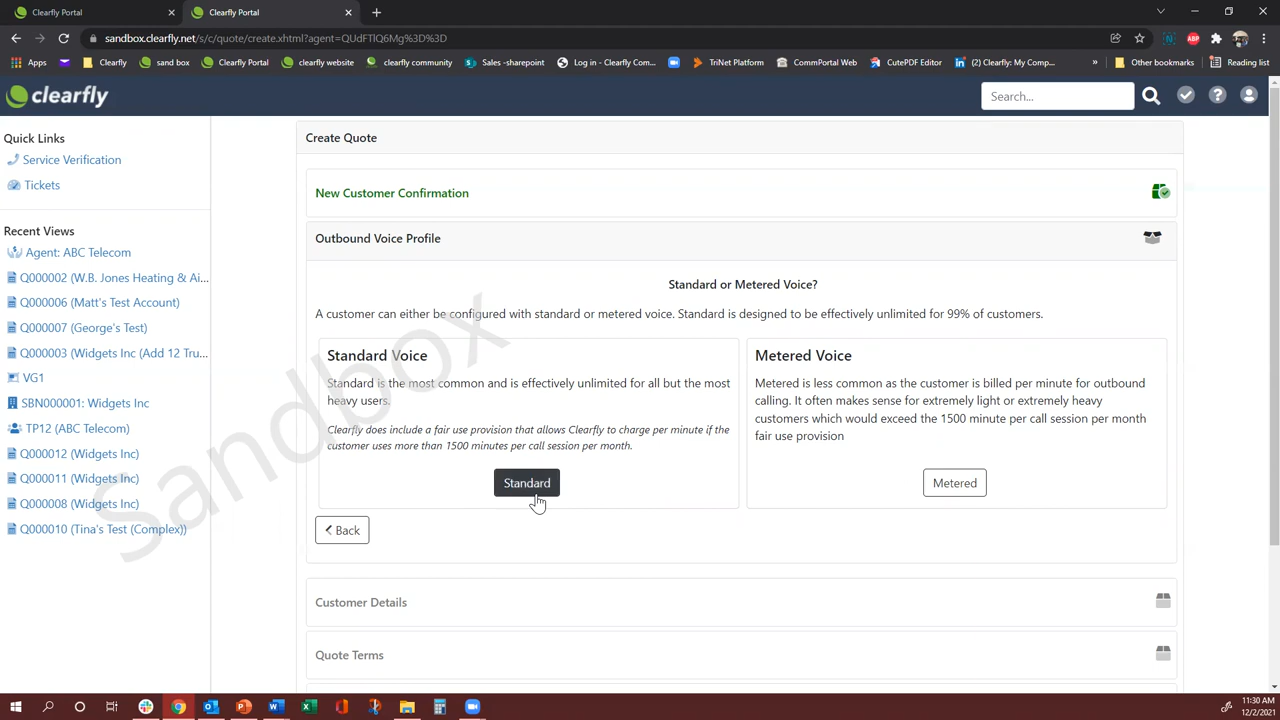 Clearfly Portal
Clearfly Portal
sandbox.clearfly.net/s/c/quote/create.xhtml?agent=QUdFTlQ6Mg%3D%3D
Apps
Clearfly
sand box
Clearfly Portal
clearfly website
clearfly community
Sales -sharepoint
Log in - Clearfly Com...
TriNet Platform
CommPortal Web
CutePDF Editor
(2) Clearfly: My Comp...
»
Other bookmarks
Reading list
clearfly
Search...
Quick Links
Service Verification
Tickets
Recent Views
Agent: ABC Telecom
Q000002 (W.B. Jones Heating & Ai...
Q000006 (Matt's Test Account)
Q000007 (George's Test)
Q000003 (Widgets Inc (Add 12 Tru...
VG1
SBN000001: Widgets Inc
TP12 (ABC Telecom)
Q000012 (Widgets Inc)
Q000011 (Widgets Inc)
Q000008 (Widgets Inc)
Q000010 (Tina's Test (Complex))
Create Quote
New Customer Confirmation
Outbound Voice Profile
Standard or Metered Voice?
A customer can either be configured with standard or metered voice. Standard is designed to be effectively unlimited for 99% of customers.
Standard Voice
Standard is the most common and is effectively unlimited for all but the most
heavy users.
Clearfly does include a fair use provision that allows Clearfly to charge per minute if the
customer uses more than 1500 minutes per call session per month.
Standard
Metered Voice
Metered is less common as the customer is billed per minute for outbound
calling. It often makes sense for extremely light or extremely heavy
customers which would exceed the 1500 minute per call session per month
fair use provision
Metered
Back
Customer Details
Quote Terms
Sandbox
11:30 AM
12/2/2021